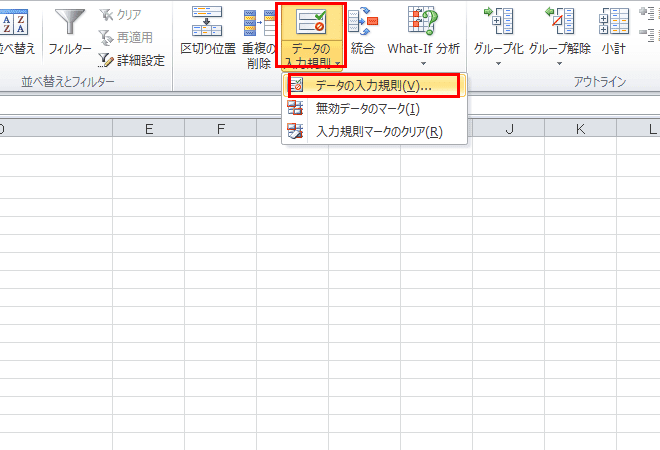 A Z
Z A
並べ替え
フィルター
クリア
再適用
詳細設定
並べ替えとフィルター
区切り位置
重複の
削除
データの
入力規則
統合
What-If 分析
グループ化
グループ解除
小計
アウトライン
データの入力規則(V)...
無効データのマーク(I)
入力規則マークのクリア(R)
D E F J K L